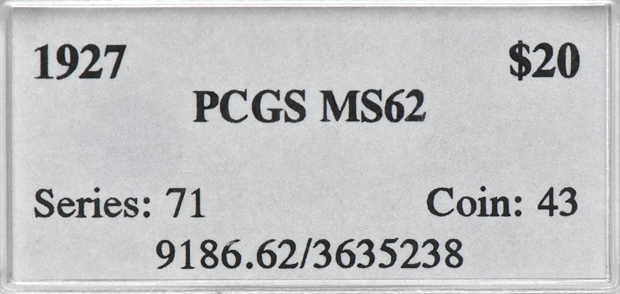 1927 $20
PCGS MS62
Series: 71 Coin: 43
9186.62/3635238